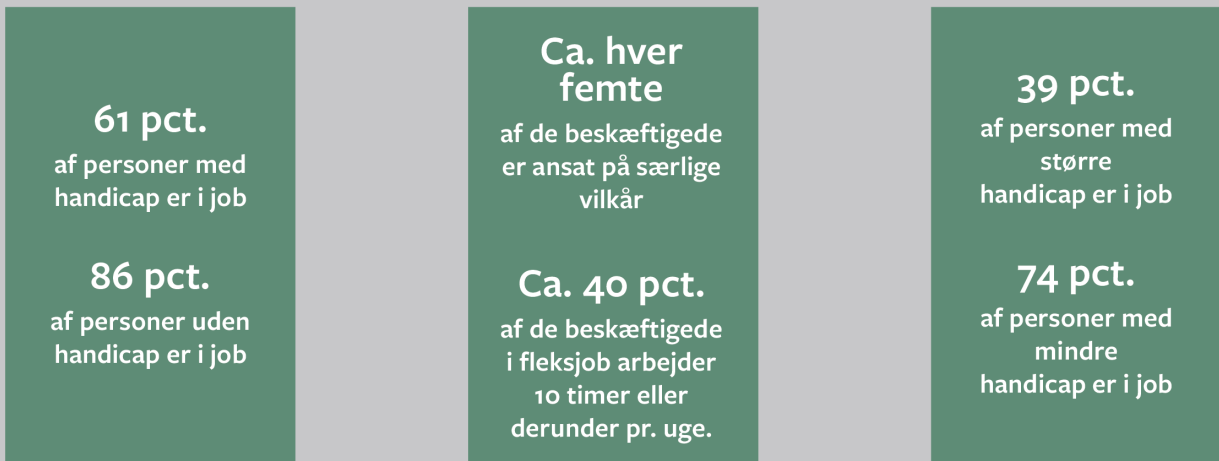 61 pct.
af personer med
handicap er i job
86 pct.
af personer uden
handicap er i job
Ca. hver
femte
af de beskæftigede
er ansat på særlige
vilkår
Ca. 40 pct.
af de beskæftigede
i fleksjob arbejder
10 timer eller
derunder pr. uge.
39 pct.
af personer med
større
handicap er i job
74 pct.
af personer med
mindre
handicap er i job